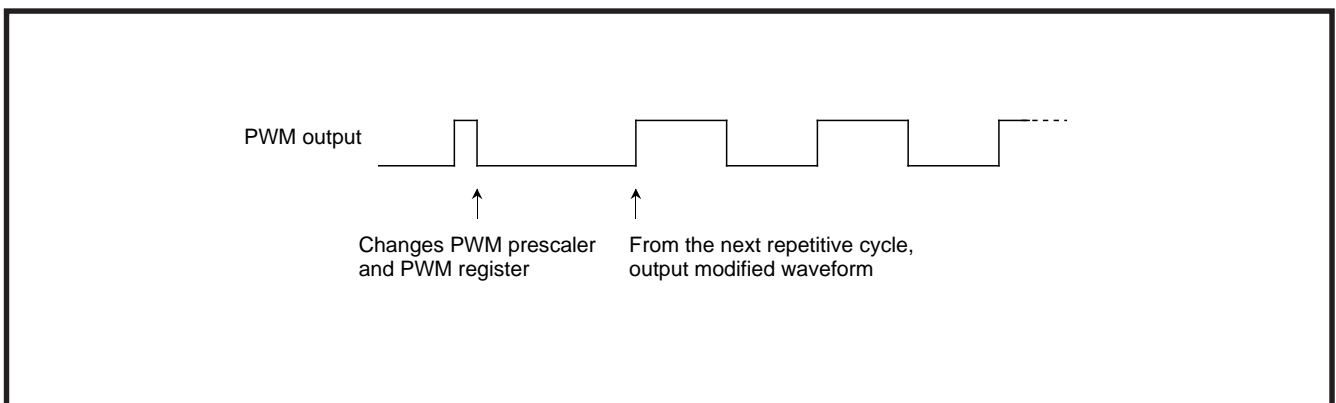 PWM output
Changes PWM prescaler
and PWM register
From the next repetitive cycle,
output modified waveform